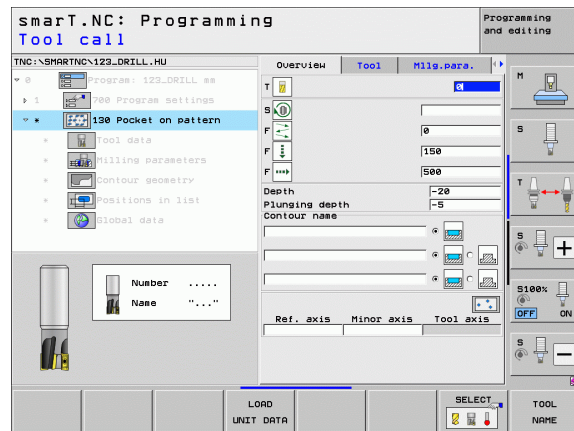 smarT.NC: Programming
Tool call
Programming
and editing
TNC:\SMARTNC\123_DRILL.HU
0 Program: 123_DRILL mm
1 700 Program settings
* 130 Pocket on pattern
* Tool data
* Milling parameters
* Contour geometry
* Positions in list
* Global data
Number .....
Name "..."
Overview Tool Mllg.para.
T 0
S
F 0
F 150
F 500
Depth -20
Plunging depth -5
Contour name
Ref. axis Minor axis Tool axis
M
S
T
S
S100%
OFF ON
S
LOAD
UNIT DATA
SELECT
TOOL
NAME